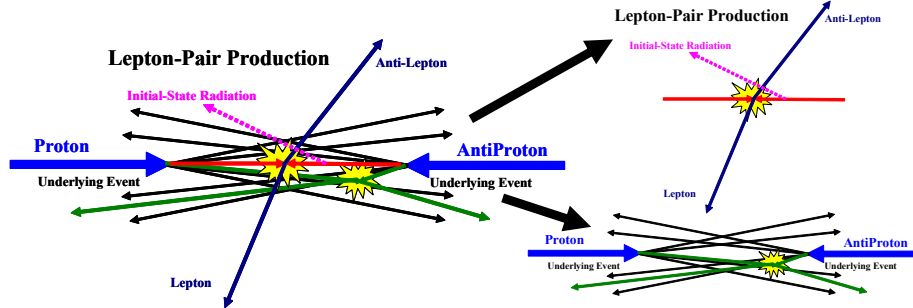 Lepton-Pair Production
Anti-Lepton
Initial-State Radiation
Proton
AntiProton
Underlying Event
Underlying Event
Lepton
Lepton-Pair Production
Anti-Lepton
Initial-State Radiation
Lepton
Proton
AntiProton
Underlying Event
Underlying Event